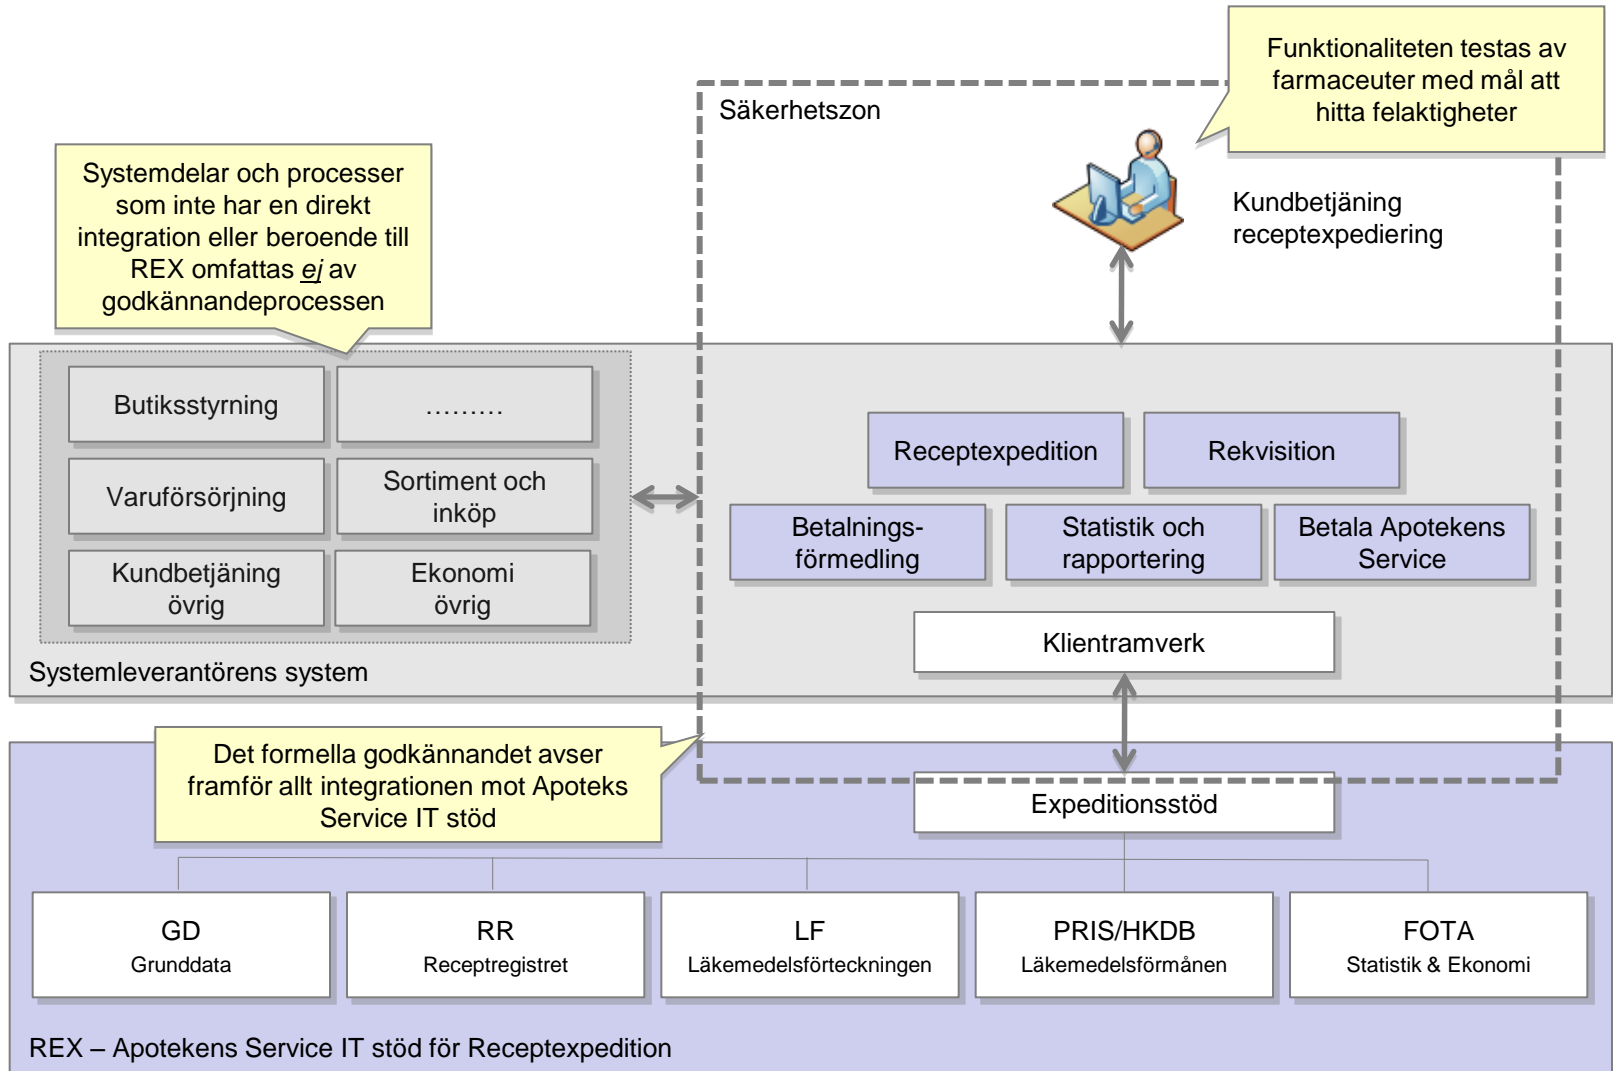 Funktionaliteten testas av
farmaceuter med mål att
hitta felaktigheter
Säkerhetszon
Systemdelar och processer
som inte har en direkt
integration eller beroende till
REX omfattas ej av
godkännandeprocessen
Kundbetjäning
receptexpediering
Butiksstyrning
………
Varuförsörjning
Sortiment och
inköp
Kundbetjäning
övrig
Ekonomi
övrig
Receptexpedition
Rekvisition
Betalnings-
förmedling
Statistik och
rapportering
Betala Apotekens
Service
Klientramverk
Systemleverantörens system
Det formella godkännandet avser
framför allt integrationen mot Apoteks
Service IT stöd
Expeditionsstöd
GD
Grunddata
RR
Receptregistret
LF
Läkemedelsförteckningen
PRIS/HKDB
Läkemedelsförmånen
FOTA
Statistik & Ekonomi
REX – Apotekens Service IT stöd för Receptexpedition